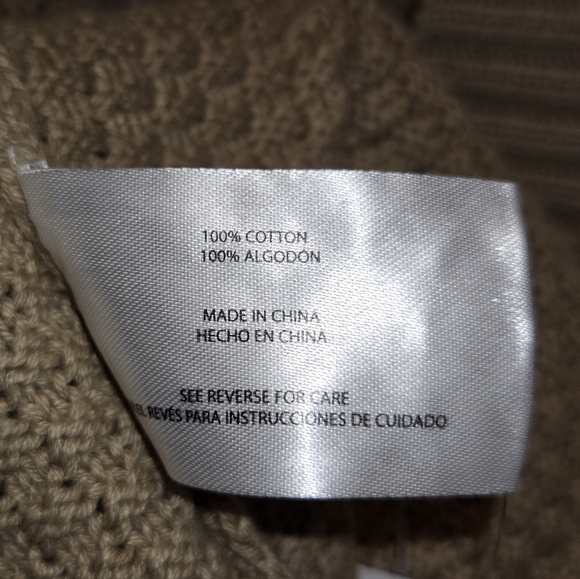 100% COTTON
100% ALGODÓN
MADE IN CHINA
HECHO EN CHINA
SEE REVERSE FOR CARE
EL REVÉS PARA INSTRUCCIONES DE CUIDADO